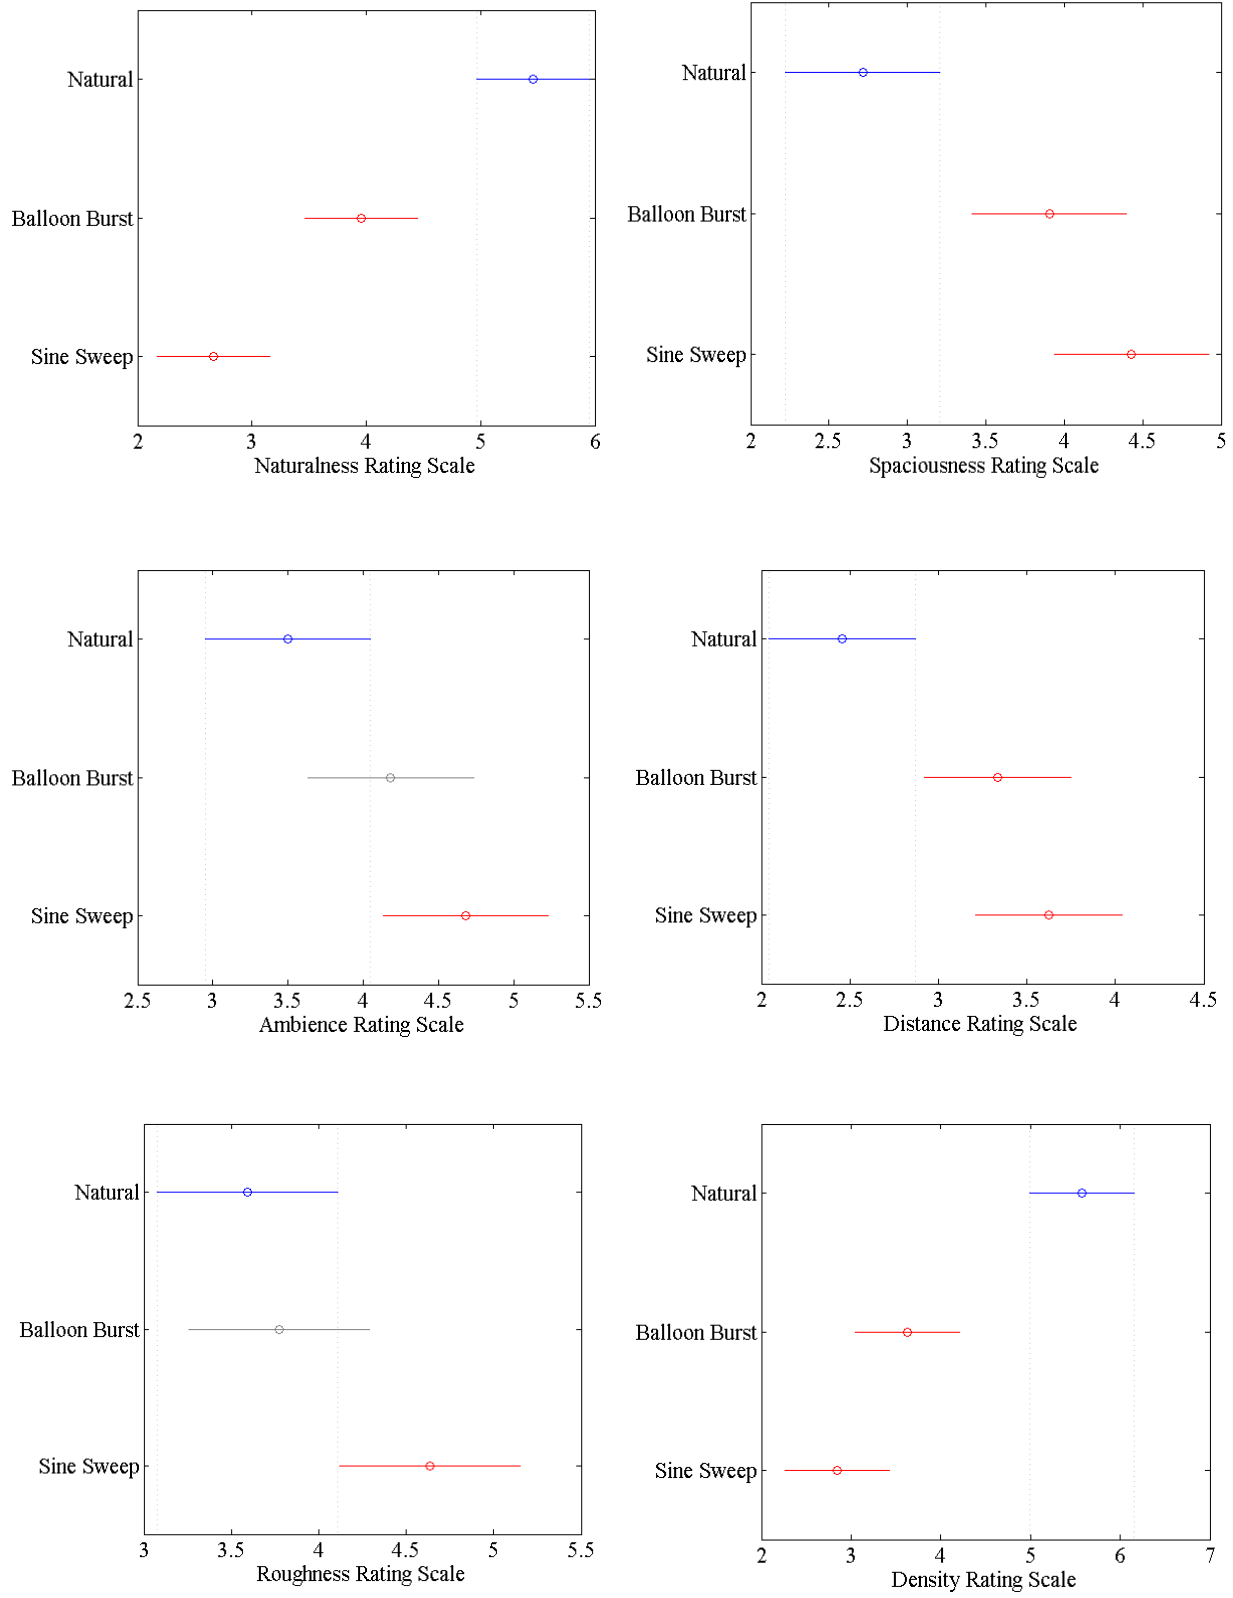 Natural
Balloon Burst
Sine Sweep
2 3 4 5 6
Naturalness Rating Scale
Natural
Balloon Burst
Sine Sweep
2 2.5 3 3.5 4 4.5 5
Spaciousness Rating Scale
Natural
Balloon Burst
Sine Sweep
2.5 3 3.5 4 4.5 5 5.5
Ambience Rating Scale
Natural
Balloon Burst
Sine Sweep
2 2.5 3 3.5 4 4.5
Distance Rating Scale
Natural
Balloon Burst
Sine Sweep
3 3.5 4 4.5 5 5.5
Roughness Rating Scale
Natural
Balloon Burst
Sine Sweep
2 3 4 5 6 7
Density Rating Scale